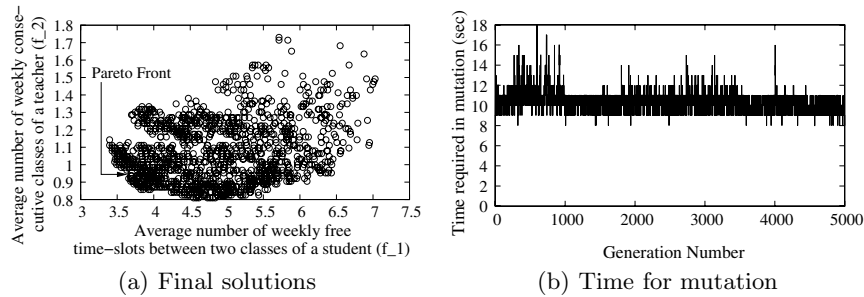 Average number of weekly conse−
cutive classes of a teacher (f_2)
1.8
1.7
1.6
1.5
1.4
1.3
1.2
1.1
1
0.9
0.8
Pareto Front
3 3.5 4 4.5 5 5.5 6 6.5 7 7.5
Average number of weekly free
time−slots between two classes of a student (f_1)
(a) Final solutions
Time required in mutation (sec)
18
16
14
12
10
8
6
4
2
0
0 1000 2000 3000 4000 5000
Generation Number
(b) Time for mutation